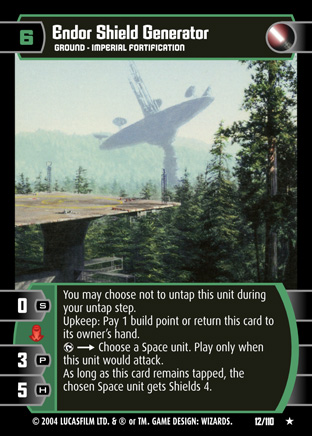 6 Endor Shield Generator
GROUND - IMPERIAL FORTIFICATION
You may choose not to untap this unit during
your untap step.
Upkeep: Pay 1 build point or return this card to
its owner's hand.
→ Choose a Space unit. Play only when
this unit would attack.
As long as this card remains tapped, the
chosen Space unit gets Shields 4.
0 S
3 P
5 H
© 2004 LUCASFILM LTD. & ® or TM. GAME DESIGN: WIZARDS. 12/110 ★